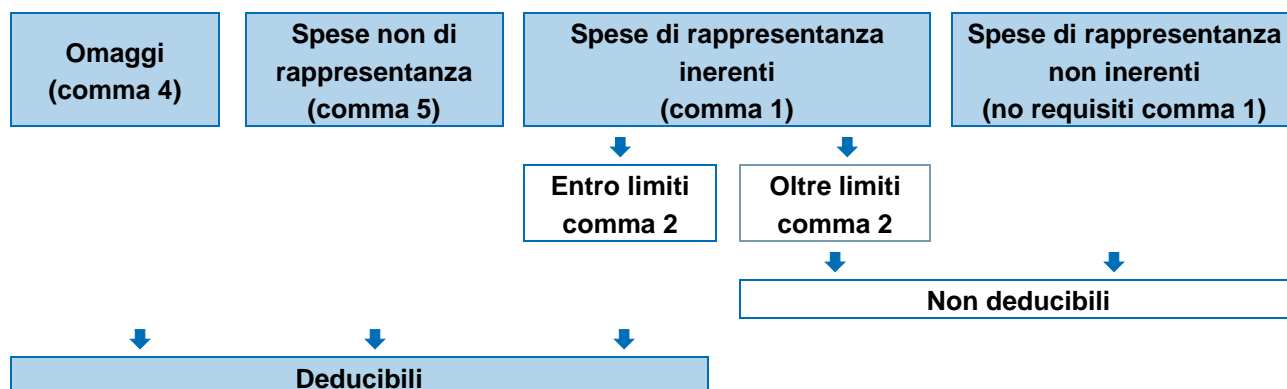 Omaggi
(comma 4)
Spese non di
rappresentanza
(comma 5)
Spese di rappresentanza
inerenti
(comma 1)
Spese di rappresentanza
non inerenti
(no requisiti comma 1)
Entro limiti
comma 2
Oltre limiti
comma 2
Non deducibili
Deducibili